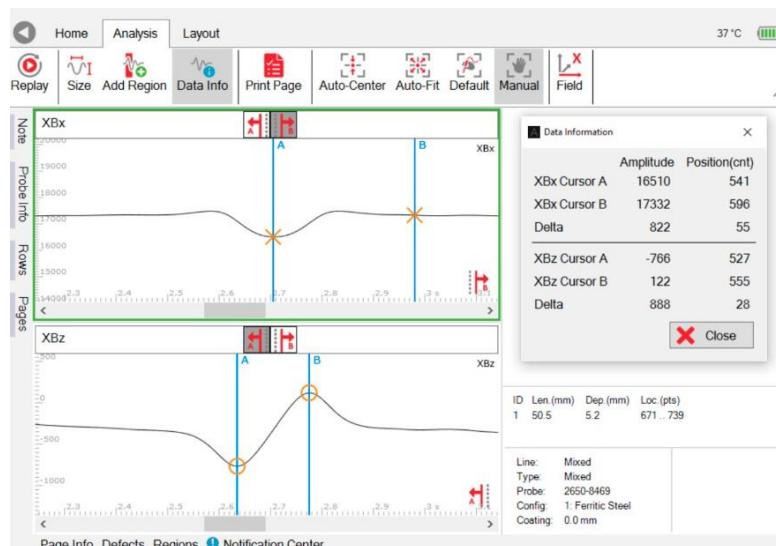 Home Analysis Layout 37 °C
Replay Size Add Region Data Info Print Page Auto-Center Auto-Fit Default Manual Field
Note
Probe Info
Rows
Pages
XBx
A B
A B XBx
20000
19000
18000
17000
16000
15000
14000
2.3 2.4 2.5 2.6 2.7 2.8 2.9 3 s 3.1
B
XBz
A B
A B XBz
-500
-0
-500
-1000
2.3 2.4 2.5 2.6 2.7 2.8 2.9 3 s
A
Data Information
Amplitude Position(cnt)
XBx Cursor A 16510 541
XBx Cursor B 17332 596
Delta 822 55
XBz Cursor A -766 527
XBz Cursor B 122 555
Delta 888 28
Close
ID Len.(mm) Dep.(mm) Loc.(pts)
1 50.5 5.2 671 .. 739
Line: Mixed
Type: Mixed
Probe: 2650-8469
Config: 1: Ferritic Steel
Coating: 0.0 mm
Page Info Defects Regions Notification Center